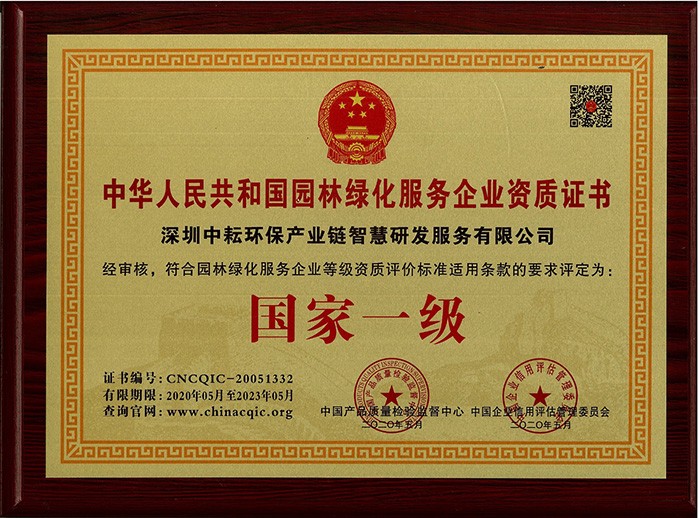 中华人民共和国园林绿化服务企业资质证书
深圳中耘环保产业链智慧研发服务有限公司
经审核，符合园林绿化服务企业等级资质评价标准适用条款的要求评定为：
国家一级
证书编号：CNCQIC-20051332
有限期限：2020年05月至2023年05月
查询官网：www.chinacqic.org
中国产品质量检验监督中心
二〇二〇年五月
中国企业信用评估管理委员会
二〇二〇年五月